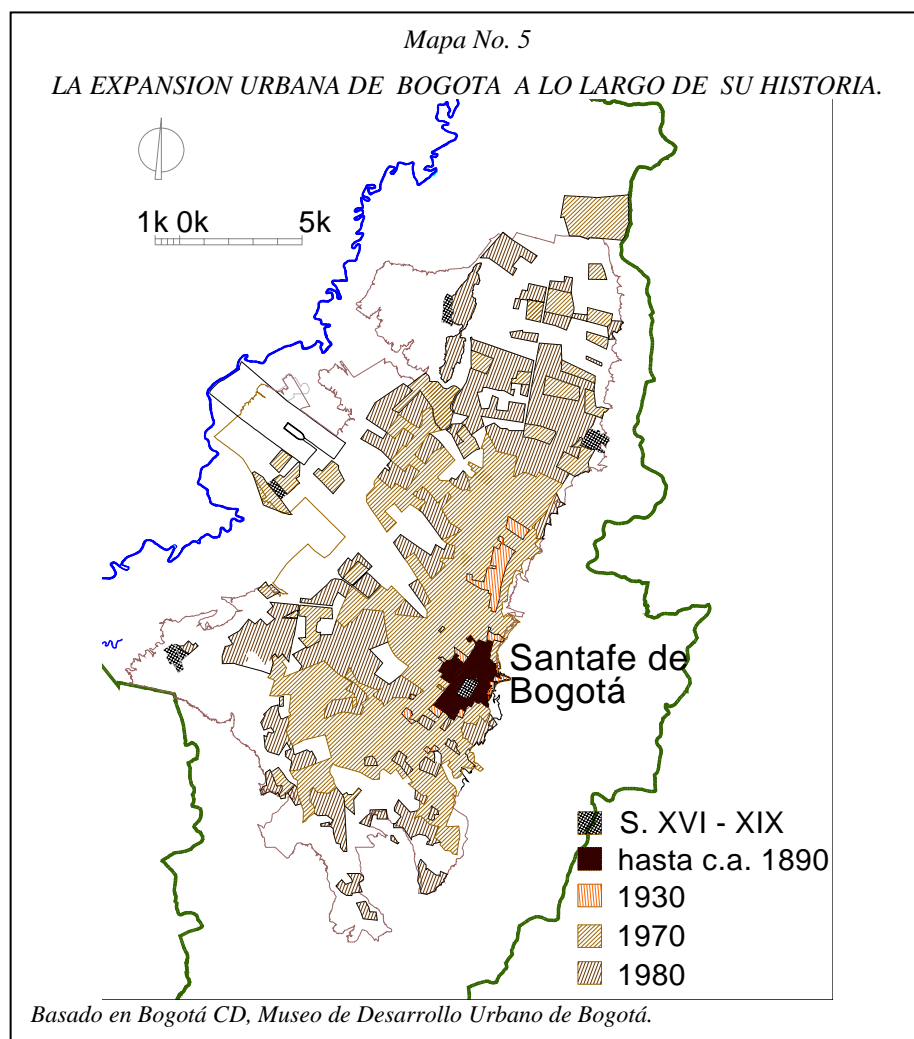 Mapa No. 5
LA EXPANSION URBANA DE BOGOTA A LO LARGO DE SU HISTORIA.
1k 0k 5k
Santafe de
Bogotá
S. XVI - XIX
hasta c.a. 1890
1930
1970
1980
Basado en Bogotá CD, Museo de Desarrollo Urbano de Bogotá.